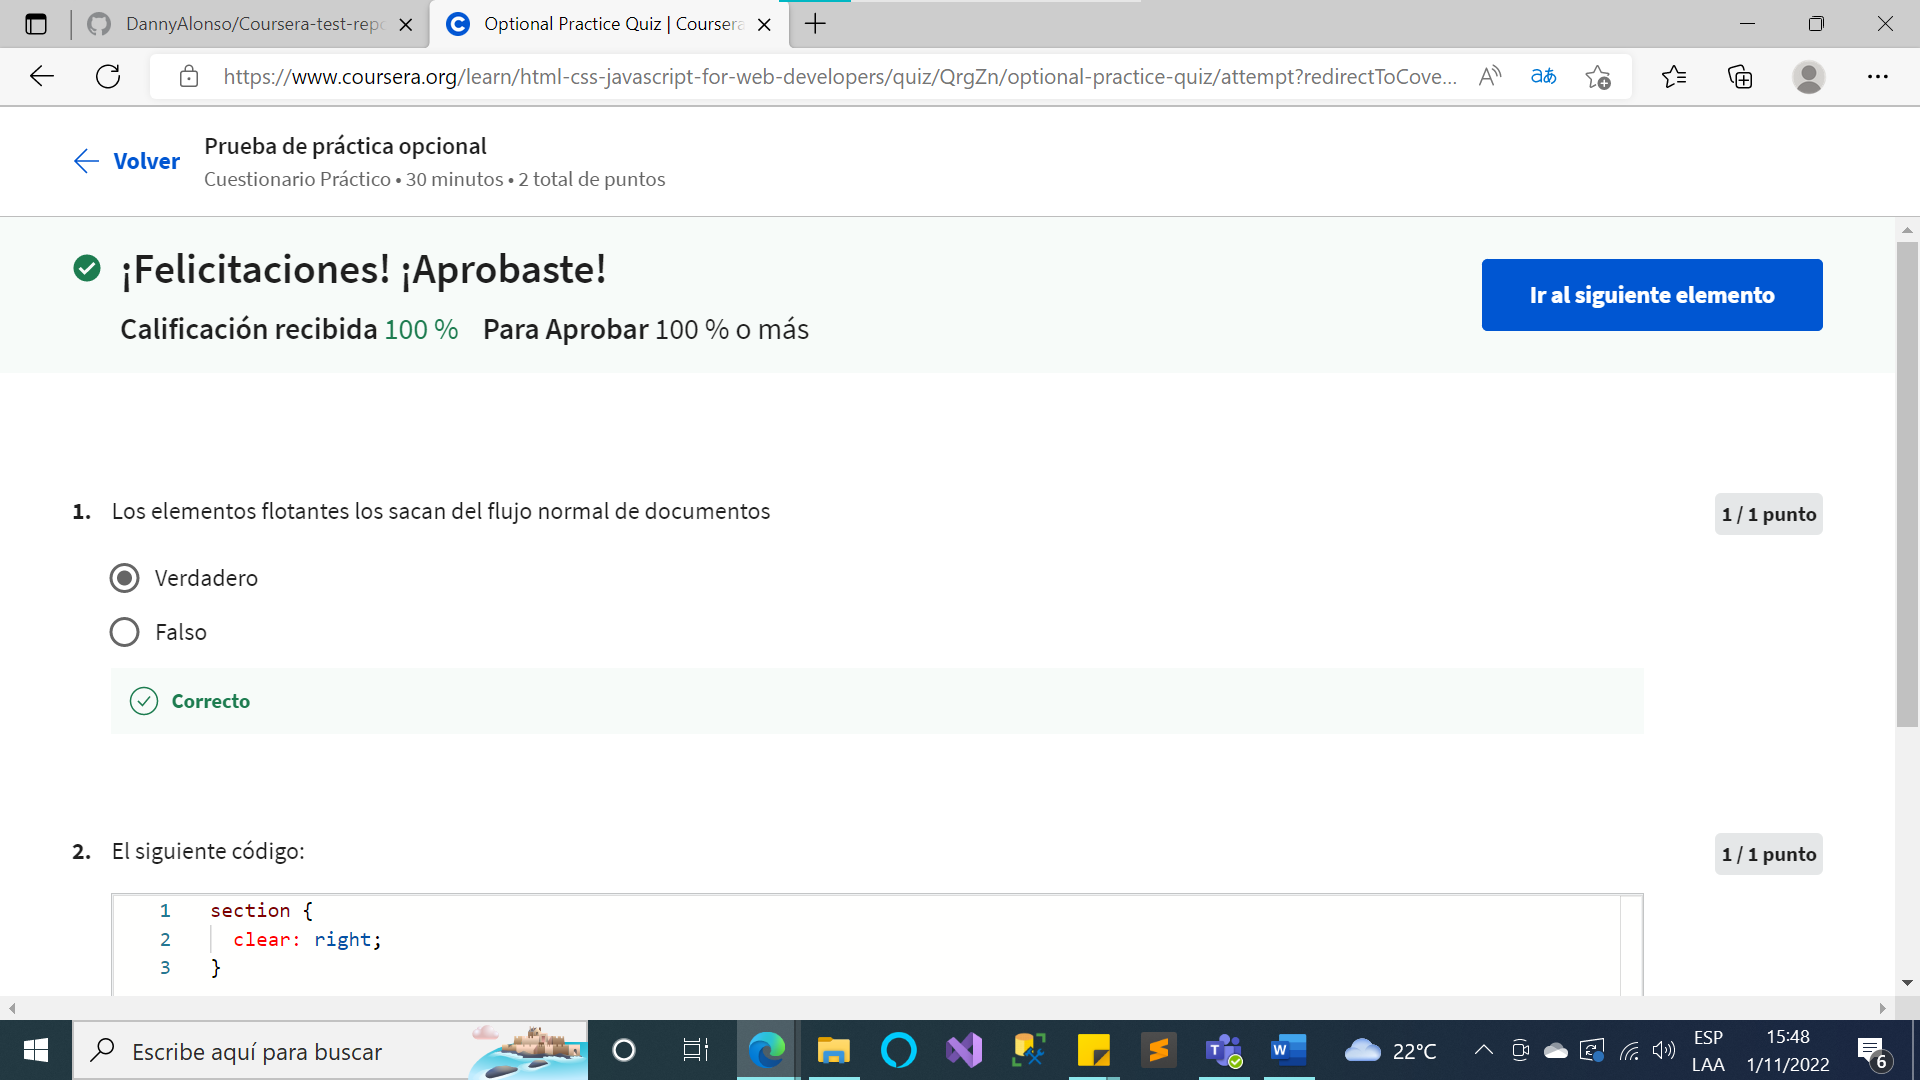 DannyAlonso/Coursera-test-repo
Optional Practice Quiz | Coursera
https://www.coursera.org/learn/html-css-javascript-for-web-developers/quiz/QrgZn/optional-practice-quiz/attempt?redirectToCove...
Volver
Prueba de práctica opcional
Cuestionario Práctico • 30 minutos • 2 total de puntos
¡Felicitaciones! ¡Aprobaste!
Calificación recibida 100 % Para Aprobar 100 % o más
Ir al siguiente elemento
1. Los elementos flotantes los sacan del flujo normal de documentos
1 / 1 punto
Verdadero
Falso
Correcto
2. El siguiente código:
1 / 1 punto
1 section {
2 clear: right;
3 }
Escribe aquí para buscar
22°C
ESP
LAA
15:48
1/11/2022
6